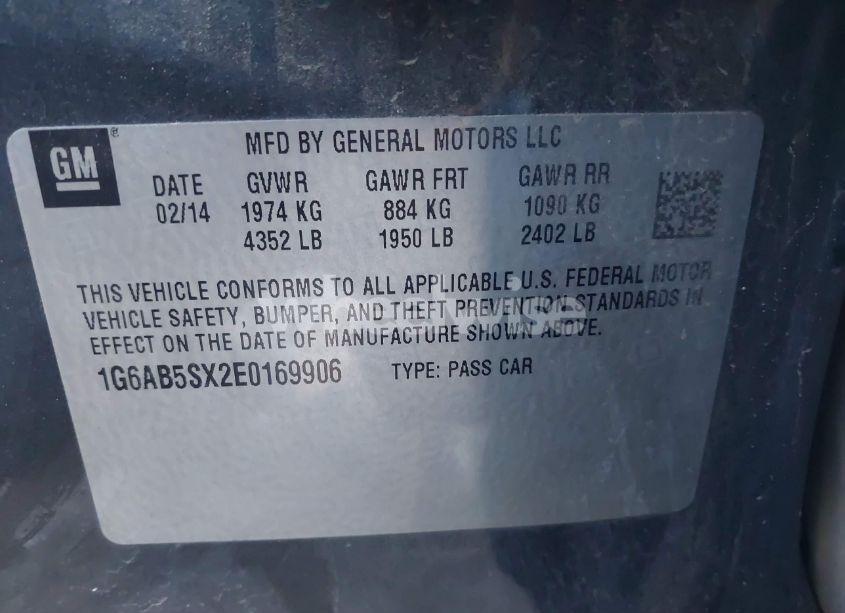 GM
MFD BY GENERAL MOTORS LLC
DATE GVWR GAWR FRT GAWR RR
02/14 1974 KG 884 KG 1090 KG
4352 LB 1950 LB 2402 LB
THIS VEHICLE CONFORMS TO ALL APPLICABLE U.S. FEDERAL MOTOR
VEHICLE SAFETY, BUMPER, AND THEFT PREVENTION STANDARDS IN
EFFECT ON THE DATE OF MANUFACTURE SHOWN ABOVE.
1G6AB5SX2E0169906 TYPE: PASS CAR